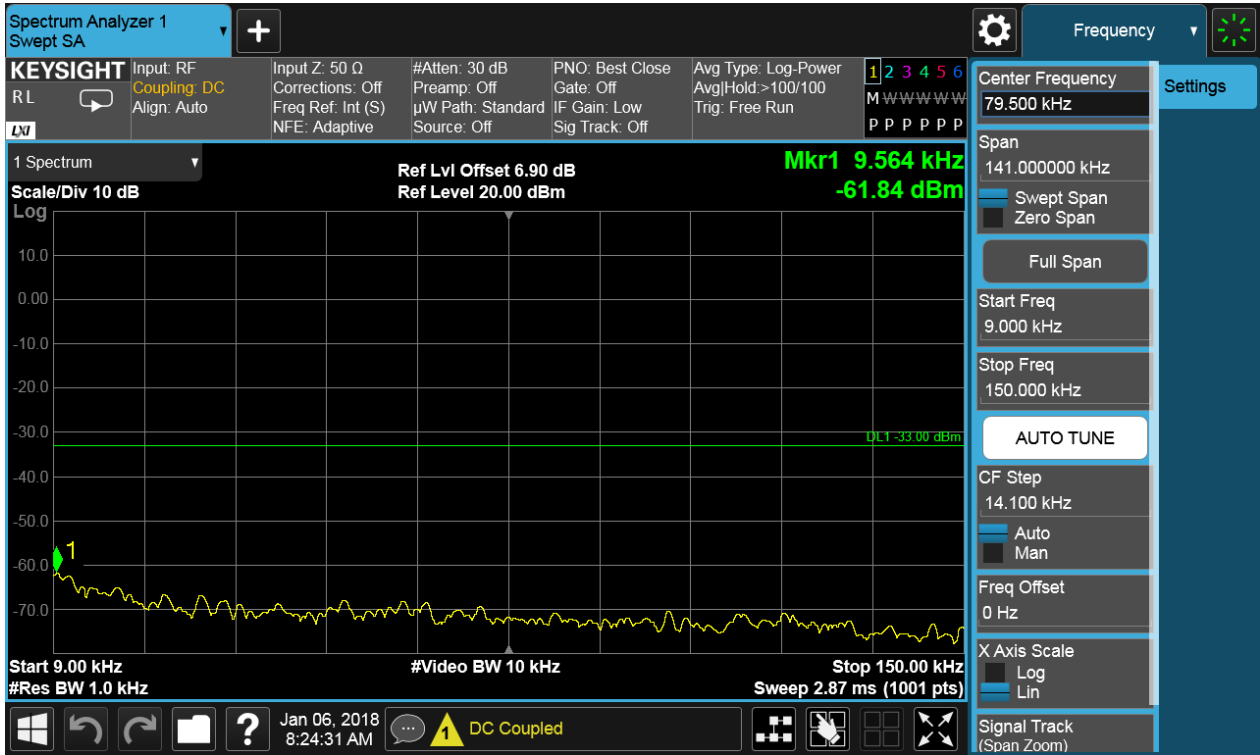 Spectrum Analyzer 1
Swept SA
+
Frequency
KEYSIGHT
RL
LXI
Input: RF
Coupling: DC
Align: Auto
Input Z: 50 Ω
Corrections: Off
Freq Ref: Int (S)
NFE: Adaptive
#Atten: 30 dB
Preamp: Off
µW Path: Standard
Source: Off
PNO: Best Close
Gate: Off
IF Gain: Low
Sig Track: Off
Avg Type: Log-Power
Avg|Hold:>100/100
Trig: Free Run
1 2 3 4 5 6
M W W W W W
P P P P P P
1 Spectrum
Scale/Div 10 dB
Ref Lvl Offset 6.90 dB
Ref Level 20.00 dBm
Mkr1 9.564 kHz
-61.84 dBm
Log
10.0
0.00
-10.0
-20.0
-30.0
-40.0
-50.0
-60.0
-70.0
DL1 -33.00 dBm
1
Start 9.00 kHz
#Video BW 10 kHz
Stop 150.00 kHz
#Res BW 1.0 kHz
Sweep 2.87 ms (1001 pts)
Center Frequency
79.500 kHz
Span
141.000000 kHz
Swept Span
Zero Span
Full Span
Start Freq
9.000 kHz
Stop Freq
150.000 kHz
AUTO TUNE
CF Step
14.100 kHz
Auto
Man
Freq Offset
0 Hz
X Axis Scale
Log
Lin
Signal Track
(Span Zoom)
Settings
?
Jan 06, 2018
8:24:31 AM
1
DC Coupled